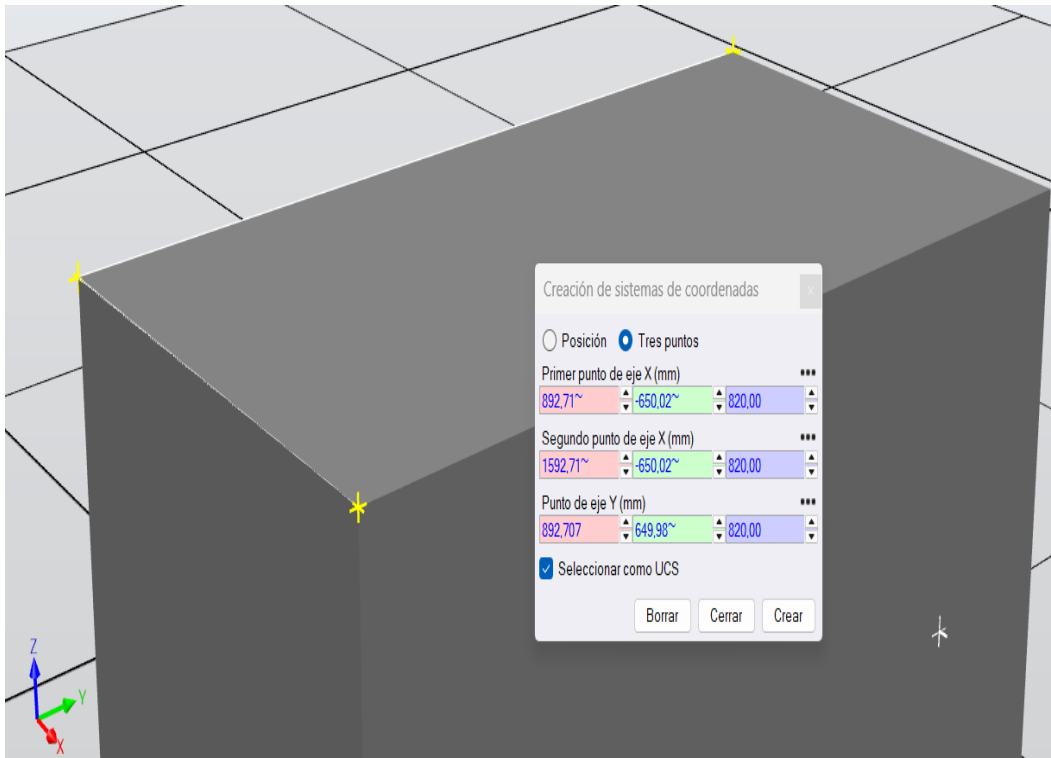 Creación de sistemas de coordenadas x
Posición Tres puntos
Primer punto de eje X (mm) •••
892,71~ -650,02~ 820,00
Segundo punto de eje X (mm) •••
1592,71~ -650,02~ 820,00
Punto de eje Y (mm) •••
892,707 649,98~ 820,00
Seleccionar como UCS
Borrar Cerrar Crear
Z
Y
X